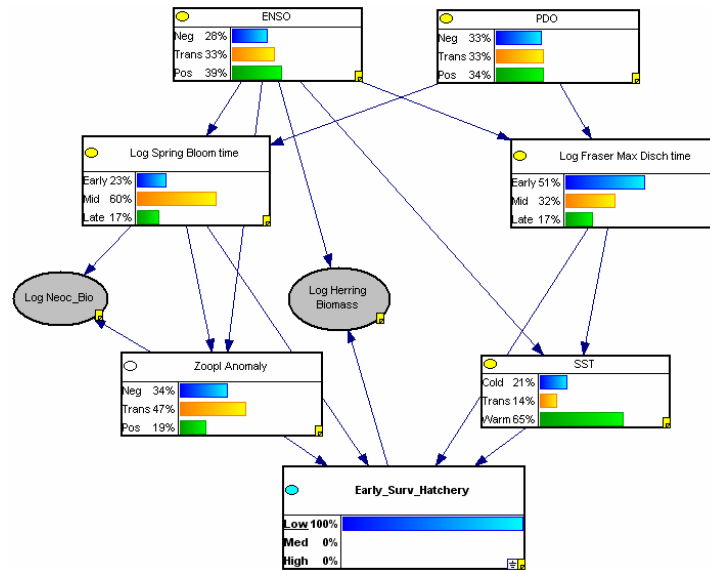 ENSO
Neg 28%
Trans 33%
Pos 39%
PDO
Neg 33%
Trans 33%
Pos 34%
Log Spring Bloom time
Early 23%
Mid 60%
Late 17%
Log Fraser Max Disch time
Early 51%
Mid 32%
Late 17%
Log Neoc_Bio
Log Herring
Biomass
Zoopl Anomaly
Neg 34%
Trans 47%
Pos 19%
SST
Cold 21%
Trans 14%
Warm 65%
Early_Surv_Hatchery
Low 100%
Med 0%
High 0%